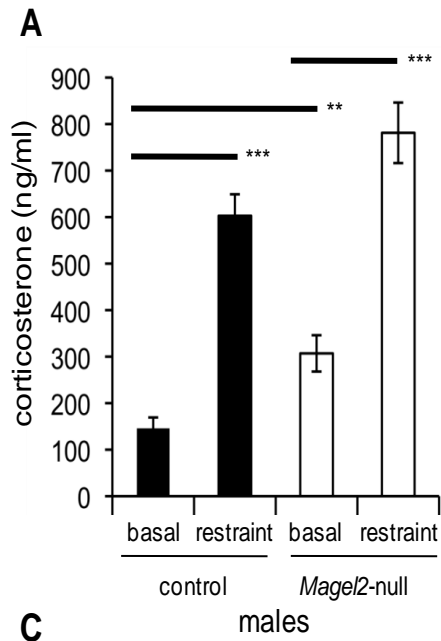 A
***
900
**
800
***
700
600
500
400
300
200
100
0
corticosterone (ng/ml)
basal restraint basal restraint
control Magel2-null
C males